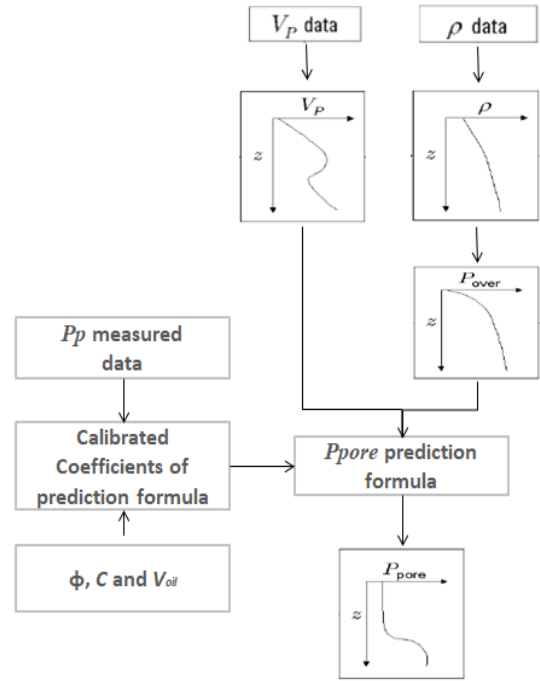 V_P data
ρ data
V_P
z
ρ
z
P_over
z
Pp measured
data
Calibrated
Coefficients of
prediction formula
Ppore prediction
formula
ϕ, C and V_oil
P_pore
z